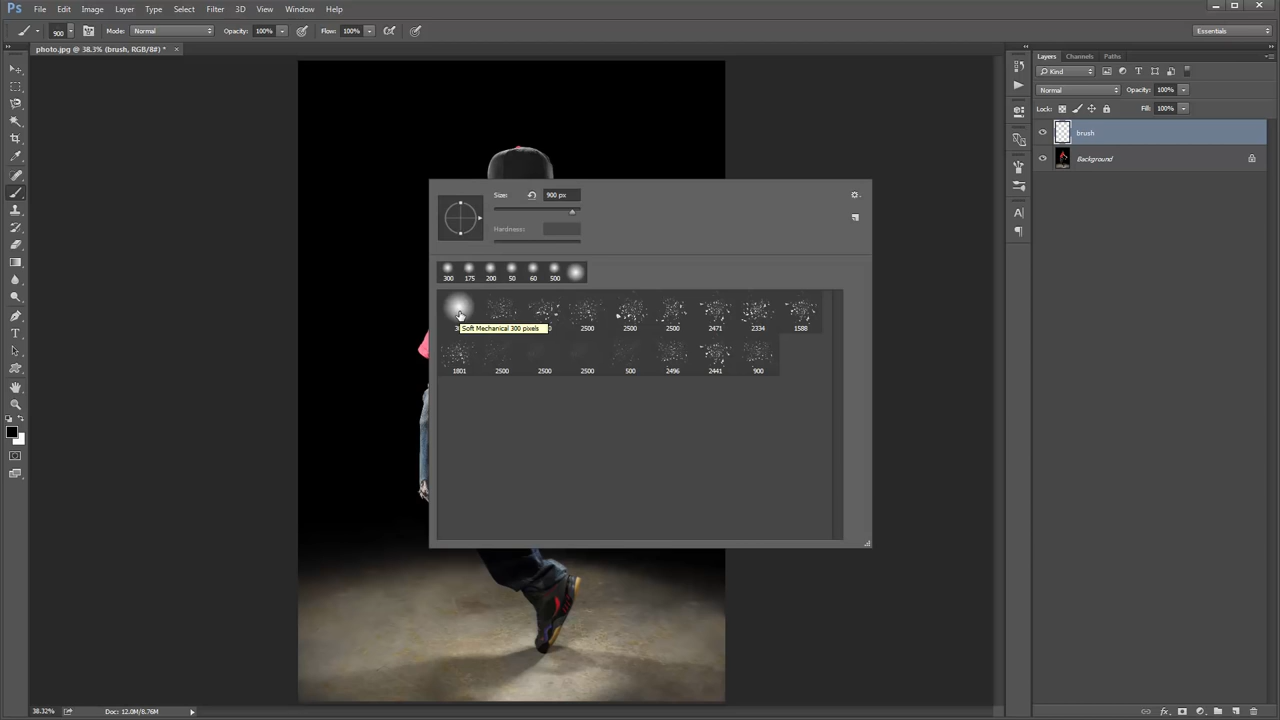 Ps File Edit Image Layer Type Select Filter 3D View Window Help
900 Mode: Normal Opacity: 100% Flow: 100% Essentials
photo.jpg @ 38.3% (brush, RGB/8#) * ×
Layers Channels Paths
Kind
Normal Opacity: 100%
Lock: Fill: 100%
brush
Background
Size: 900 px
Hardness:
300 175 200 50 60 500
Soft Mechanical 300 pixels
2500 2500 2500 2471 2334 1588
1801 2500 2500 2500 500 2496 2441 900
38.32% Doc: 12.0M/8.76M